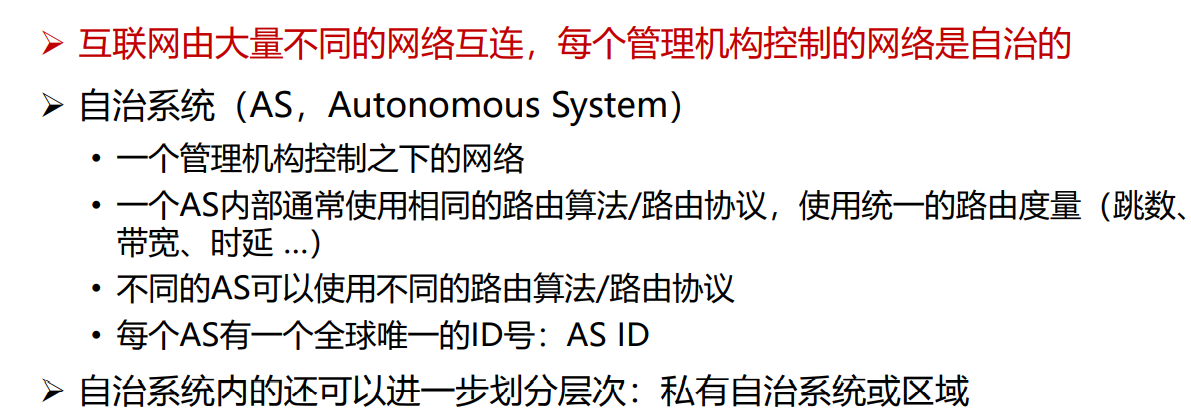 ➢ 互联网由大量不同的网络互连，每个管理机构控制的网络是自治的
➢ 自治系统（AS，Autonomous System）
• 一个管理机构控制之下的网络
• 一个AS内部通常使用相同的路由算法/路由协议，使用统一的路由度量（跳数、
带宽、时延 ...）
• 不同的AS可以使用不同的路由算法/路由协议
• 每个AS有一个全球唯一的ID号：AS ID
➢ 自治系统内的还可以进一步划分层次：私有自治系统或区域